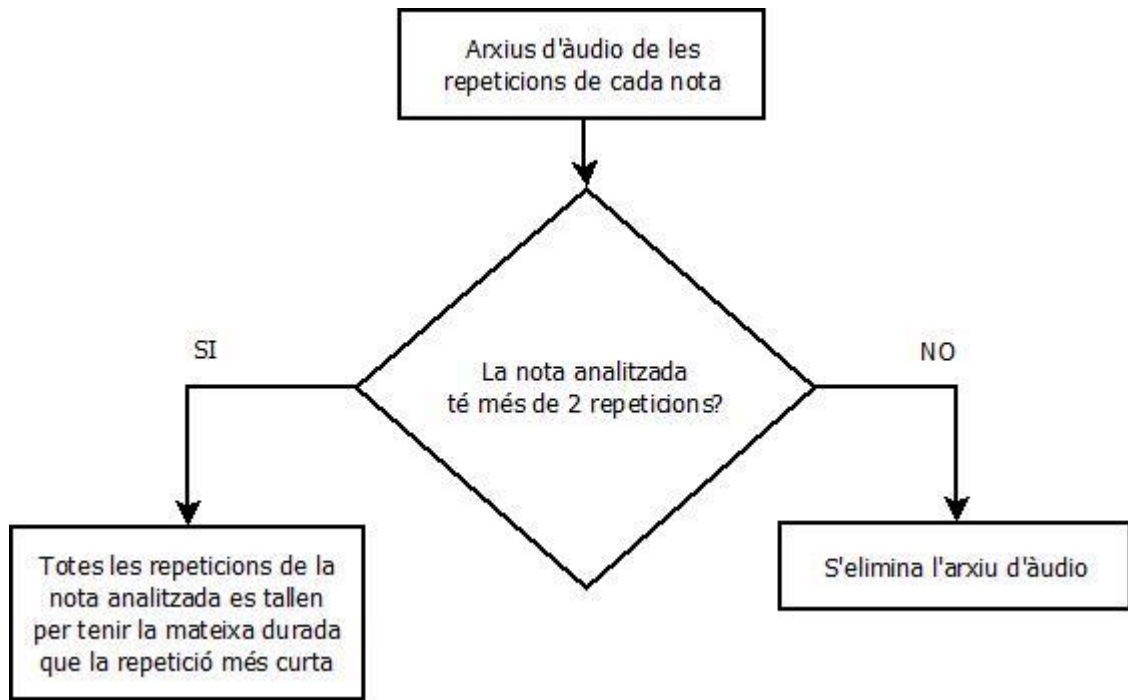 Arxius d'àudio de les
repeticions de cada nota
SI
NO
La nota analitzada
té més de 2 repeticions?
Totes les repeticions de la
nota analitzada es tallen
per tenir la mateixa durada
que la repetició més curta
S'elimina l'arxiu d'àudio